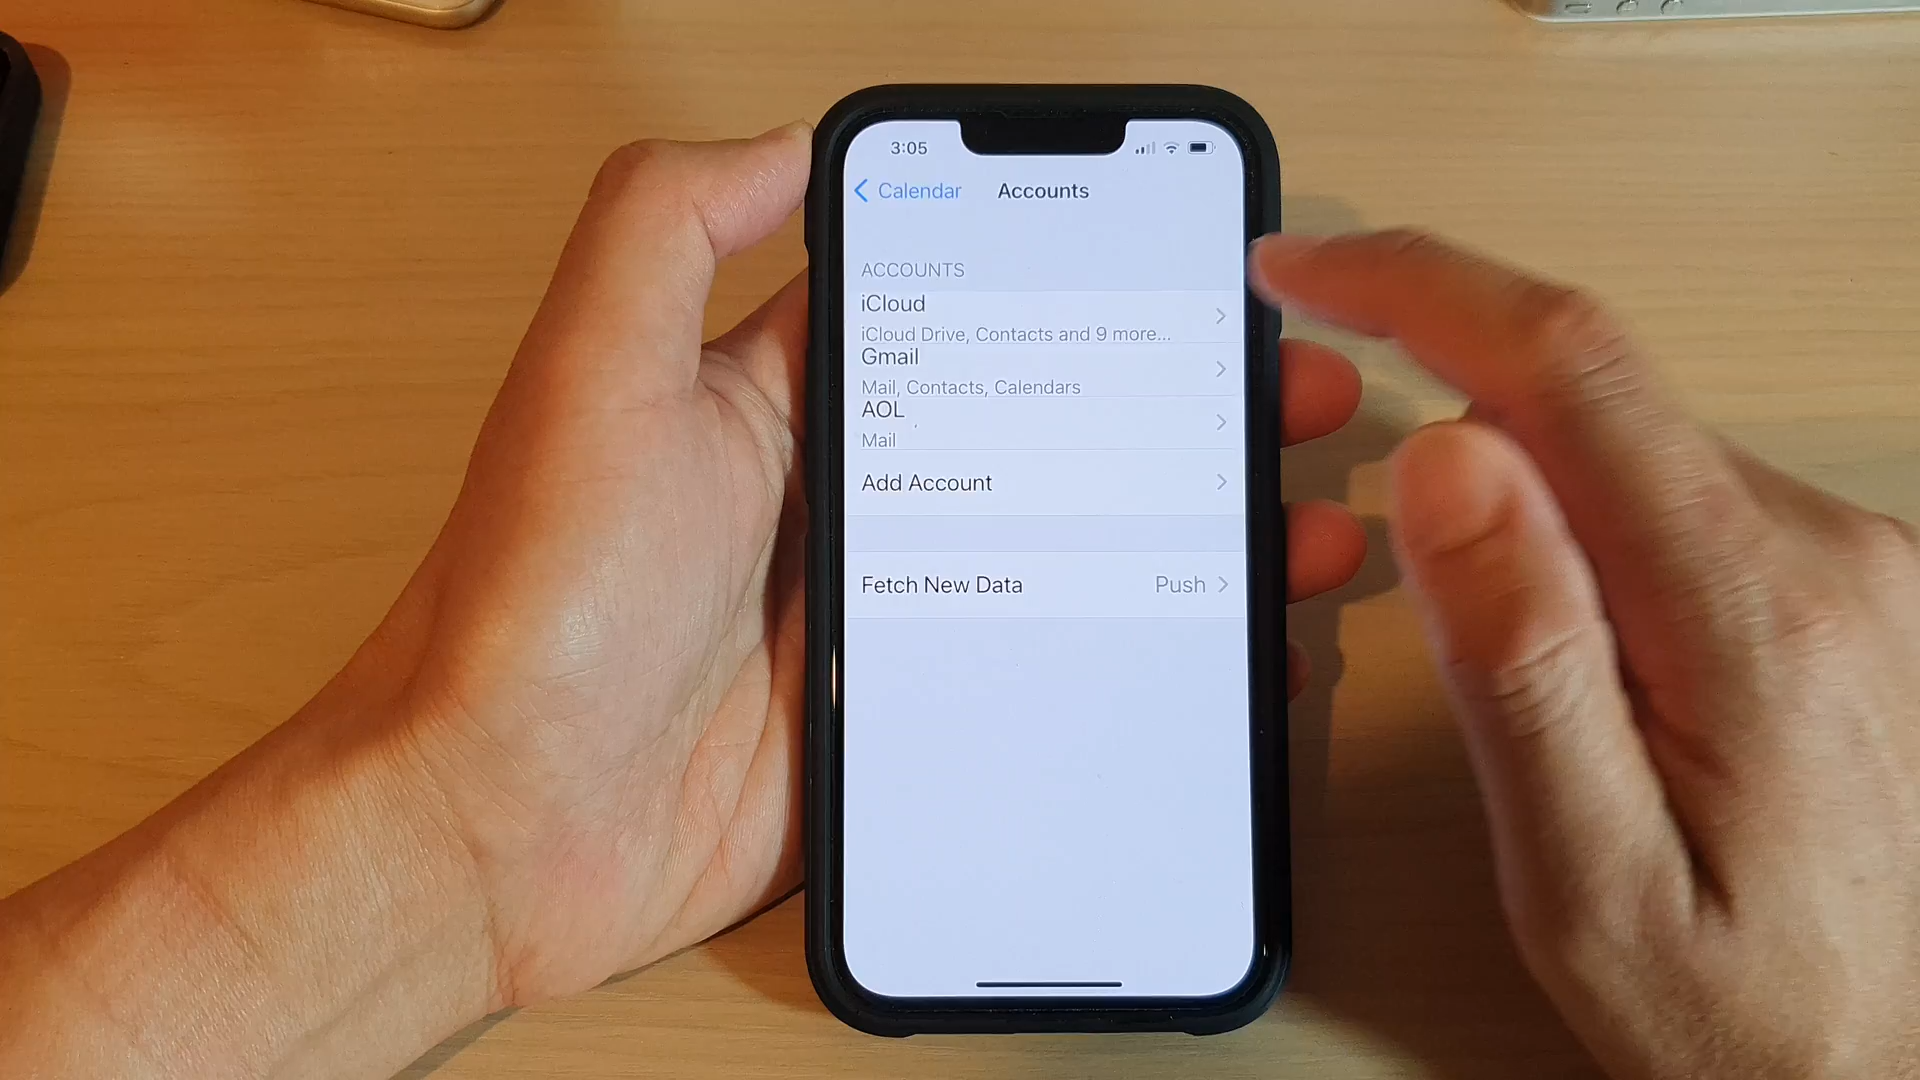 3:05
Calendar
Accounts
ACCOUNTS
iCloud
iCloud Drive, Contacts and 9 more...
Gmail
Mail, Contacts, Calendars
AOL
Mail
Add Account
Fetch New Data Push